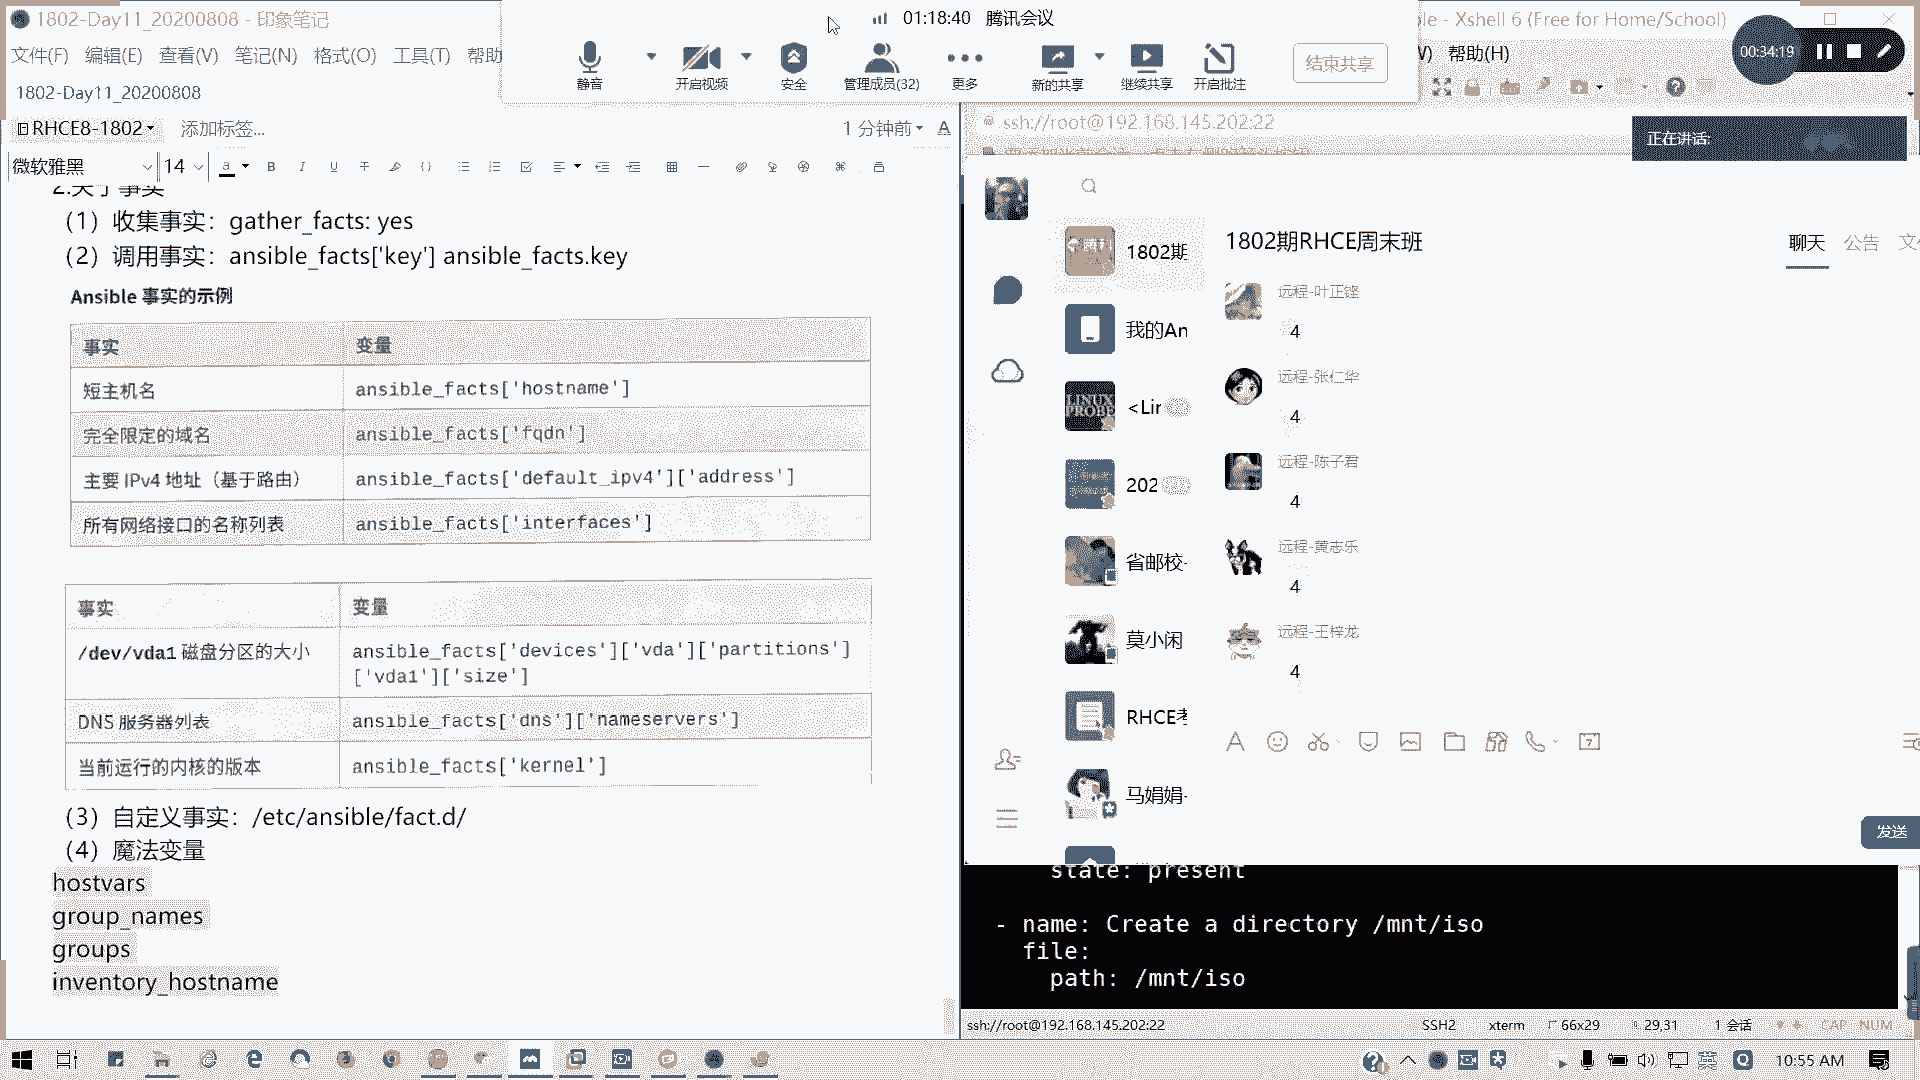 1802-Day11_20200808 - 印象笔记
文件(F) 编辑(E) 查看(V) 笔记(N) 格式(O) 工具(T) 帮助
1802-Day11_20200808
RHCE8-1802 添加标签... 1 分钟前
微软雅黑 14
2.关于事实
（1）收集事实：gather_facts: yes
（2）调用事实：ansible_facts['key'] ansible_facts.key
Ansible 事实的示例
事实 变量
短主机名 ansible_facts['hostname']
完全限定的域名 ansible_facts['fqdn']
主要 IPv4 地址（基于路由） ansible_facts['default_ipv4']['address']
所有网络接口的名称列表 ansible_facts['interfaces']
事实 变量
/dev/vda1 磁盘分区的大小 ansible_facts['devices']['vda']['partitions']
['vda1']['size']
DNS 服务器列表 ansible_facts['dns']['nameservers']
当前运行的内核的版本 ansible_facts['kernel']
（3）自定义事实：/etc/ansible/fact.d/
（4）魔法变量
hostvars
group_names
groups
inventory_hostname
01:18:40 腾讯会议
静音 开启视频 安全 管理成员(32) 更多 新的共享 继续共享 开启批注 结束共享
- Xshell 6 (Free for Home/School)
帮助(H)
00:34:19
ssh://root@192.168.145.202:22
正在讲话:
1802期
我的An
<Lin
LINUX
PROBE
202
省邮校-
莫小闲
RHCE考
马娟娟-
1802期RHCE周末班
聊天 公告 文
远程-叶正铿
4
远程-张仁华
4
远程-陈子君
4
远程-黄志乐
4
远程-王梓龙
4
发送
state: present
- name: Create a directory /mnt/iso
file:
path: /mnt/iso
ssh://root@192.168.145.202:22 SSH2 xterm 66x29 29,31 1 会话 CAP NUM
英 10:55 AM